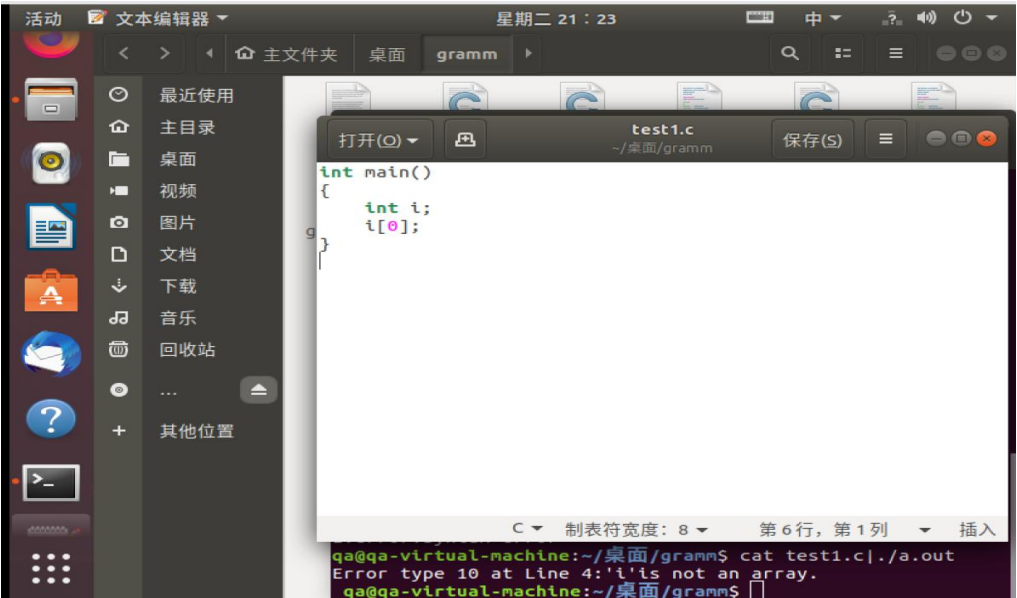 活动 文本编辑器 星期二 21：23 中
主文件夹 桌面 gramm
最近使用
主目录
桌面
视频
图片
文档
下载
音乐
回收站
...
其他位置
打开(O) test1.c 保存(S)
~/桌面/gramm
int main()
{
int i;
i[0];
}
C 制表符宽度：8 第 6 行，第 1 列 插入
qa@qa-virtual-machine:~/桌面/gramm$ cat test1.c|./a.out
Error type 10 at Line 4:'i'is not an array.
qa@qa-virtual-machine:~/桌面/gramm$